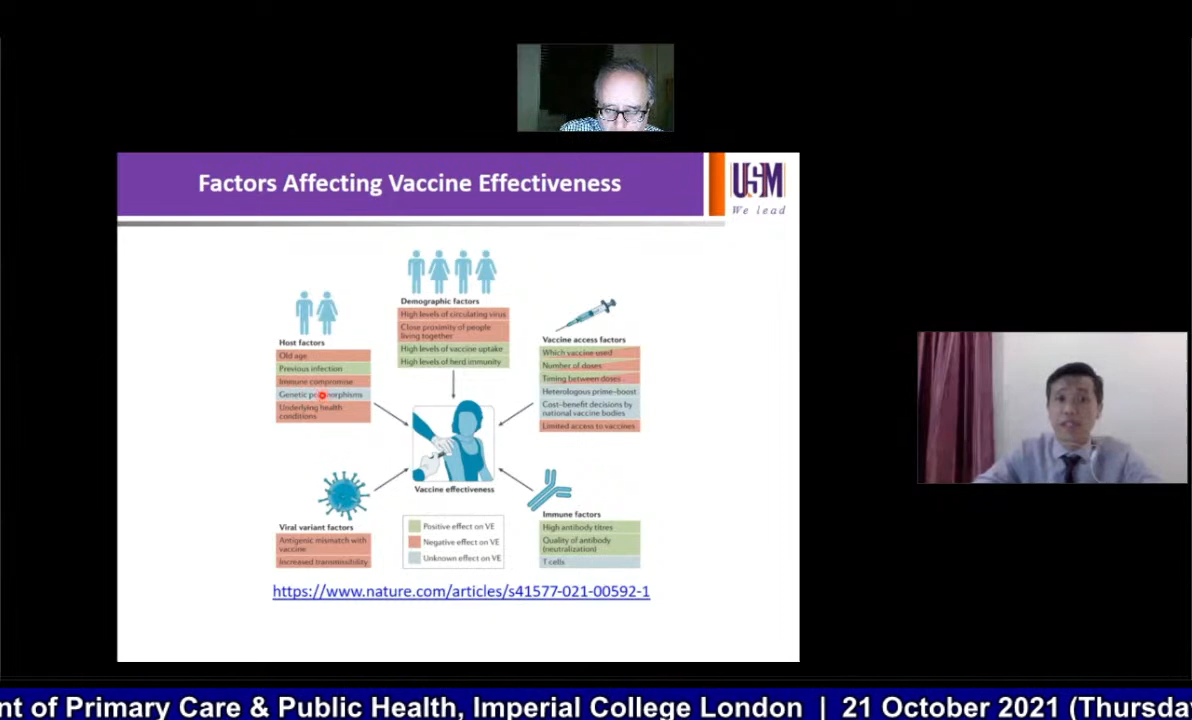 Factors Affecting Vaccine Effectiveness
USM
We lead
Demographic factors
High levels of circulating virus
Close proximity of people
living together
High levels of vaccine uptake
High levels of herd immunity
Host factors
Old age
Previous infection
Immune compromise
Genetic polymorphisms
Underlying health
conditions
Vaccine access factors
Which vaccine used
Number of doses
Timing between doses
Heterologous prime–boost
Cost–benefit decisions by
national vaccine bodies
Limited access to vaccines
Vaccine effectiveness
Viral variant factors
Antigenic mismatch with
vaccine
Increased transmissibility
Positive effect on VE
Negative effect on VE
Unknown effect on VE
Immune factors
High antibody titres
Quality of antibody
(neutralization)
T cells
https://www.nature.com/articles/s41577-021-00592-1
nt of Primary Care & Public Health, Imperial College London | 21 October 2021 (Thursda